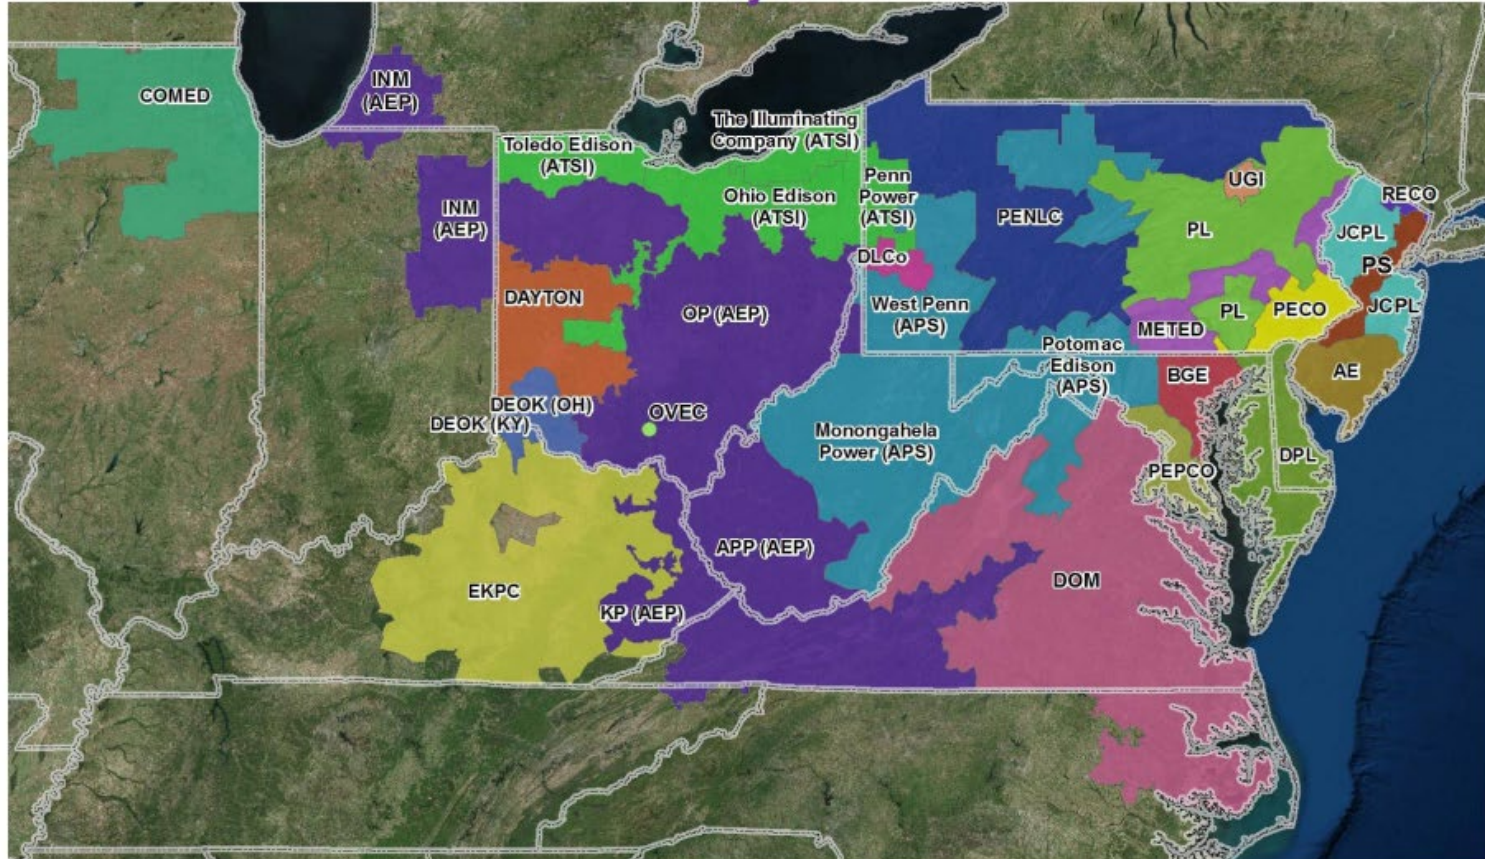 COMED
INM
(AEP)
The Illuminating
Company (ATSI)
Toledo Edison
(ATSI)
Penn
Power
(ATSI)
Ohio Edison
(ATSI)
INM
(AEP)
UGI
RECO
PENLC
PL
JCPL
PS
DLCo
DAYTON
OP (AEP)
West Penn
(APS)
METED
PL
PECO
JCPL
Potomac
Edison
(APS)
BGE
AE
DEOK (OH)
DEOK (KY)
OVEC
Monongahela
Power (APS)
PEPCO
DPL
APP (AEP)
DOM
EKPC
KP (AEP)